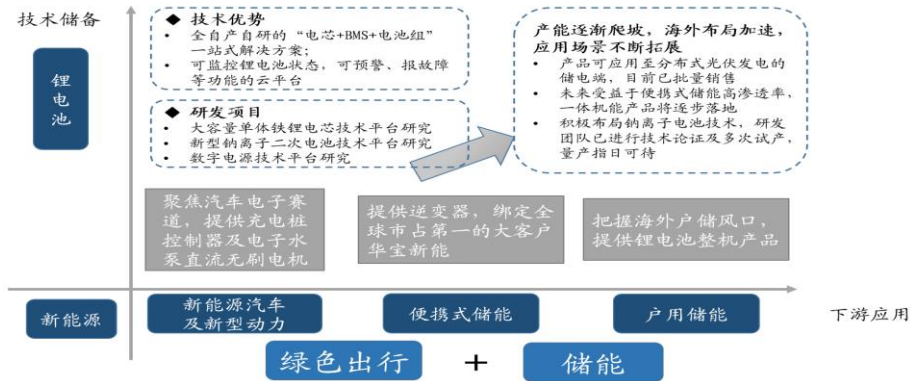 技术储备
锂
电
池
◆ 技术优势
• 全自产自研的“电芯+BMS+电池组”
一站式解决方案；
• 可监控锂电池状态，可预警、报故障
等功能的云平台
◆ 研发项目
• 大容量单体铁锂电芯技术平台研究
• 新型钠离子二次电池技术平台研究
• 数字电源技术平台研究
产能逐渐爬坡，海外布局加速，
应用场景不断拓展
• 产品可应用至分布式光伏发电的
储电端，目前已批量销售
• 未来受益于便携式储能高渗透率，
一体机能产品将逐步落地
• 积极布局钠离子电池技术，研发
团队已进行技术论证及多次试产，
量产指日可待
聚焦汽车电子赛
道，提供充电桩
控制器及电子水
泵直流无刷电机
提供逆变器，绑定全
球市占第一的大客户
华宝新能
把握海外户储风口，
提供锂电池整机产品
新能源
新能源汽车
及新型动力
便携式储能
户用储能
下游应用
绿色出行
+
储能